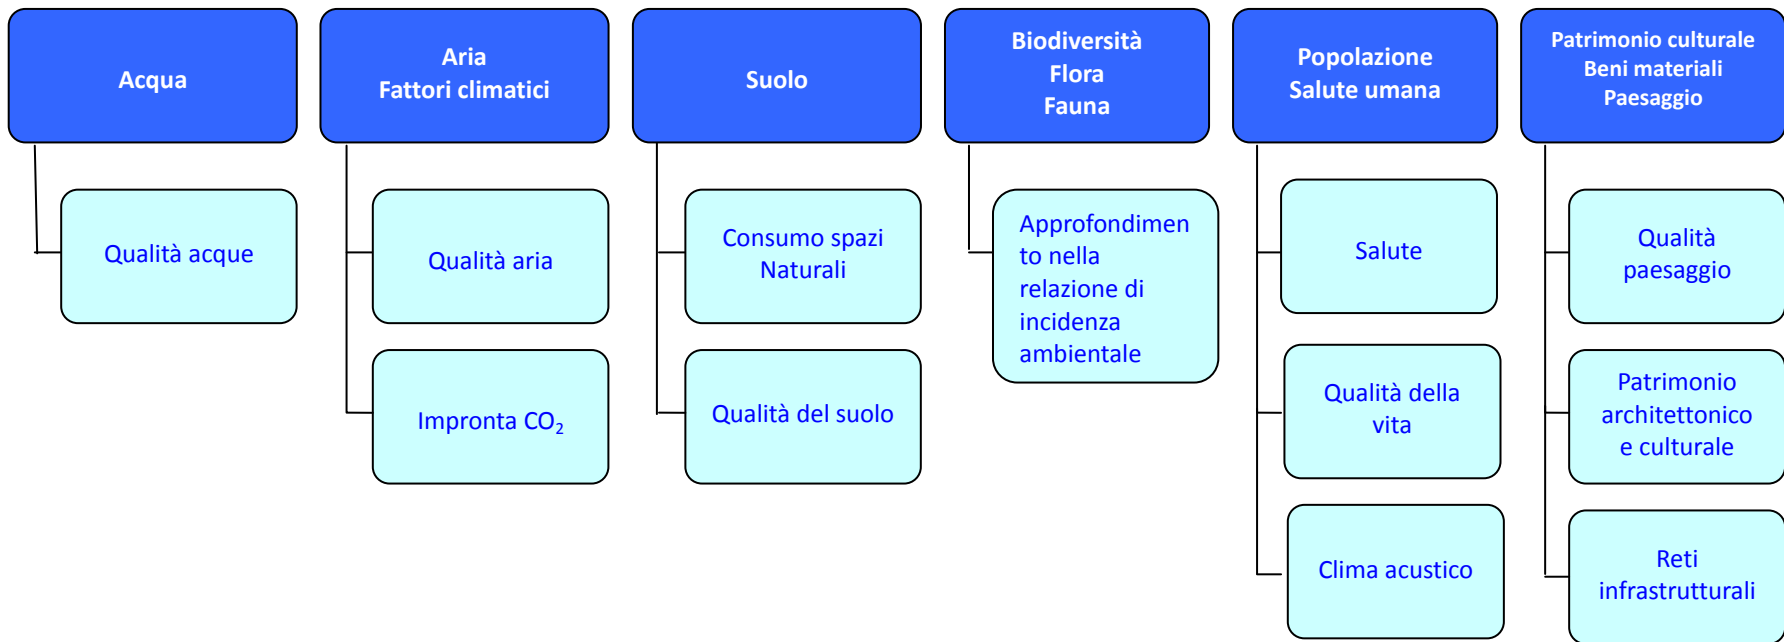 Acqua
Aria
Fattori climatici
Suolo
Biodiversità
Flora
Fauna
Popolazione
Salute umana
Patrimonio culturale
Beni materiali
Paesaggio
Qualità acque
Qualità aria
Impronta CO₂
Consumo spazi
Naturali
Qualità del suolo
Approfondimen
to nella
relazione di
incidenza
ambientale
Salute
Qualità della
vita
Clima acustico
Qualità
paesaggio
Patrimonio
architettonico
e culturale
Reti
infrastrutturali